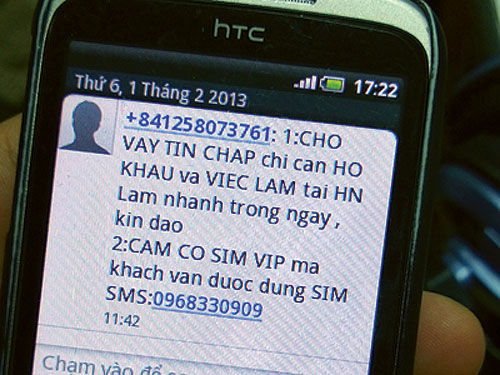 hTC
17:22
Thứ 6, 1 Tháng 2 2013
+841258073761: 1:CHO
VAY TIN CHAP chi can HO
KHAU va VIEC LAM tai HN
Lam nhanh trong ngay ,
kin dao
2:CAM CO SIM VIP ma
khach van duoc dung SIM
SMS:0968330909
11:42
Chạm vào để